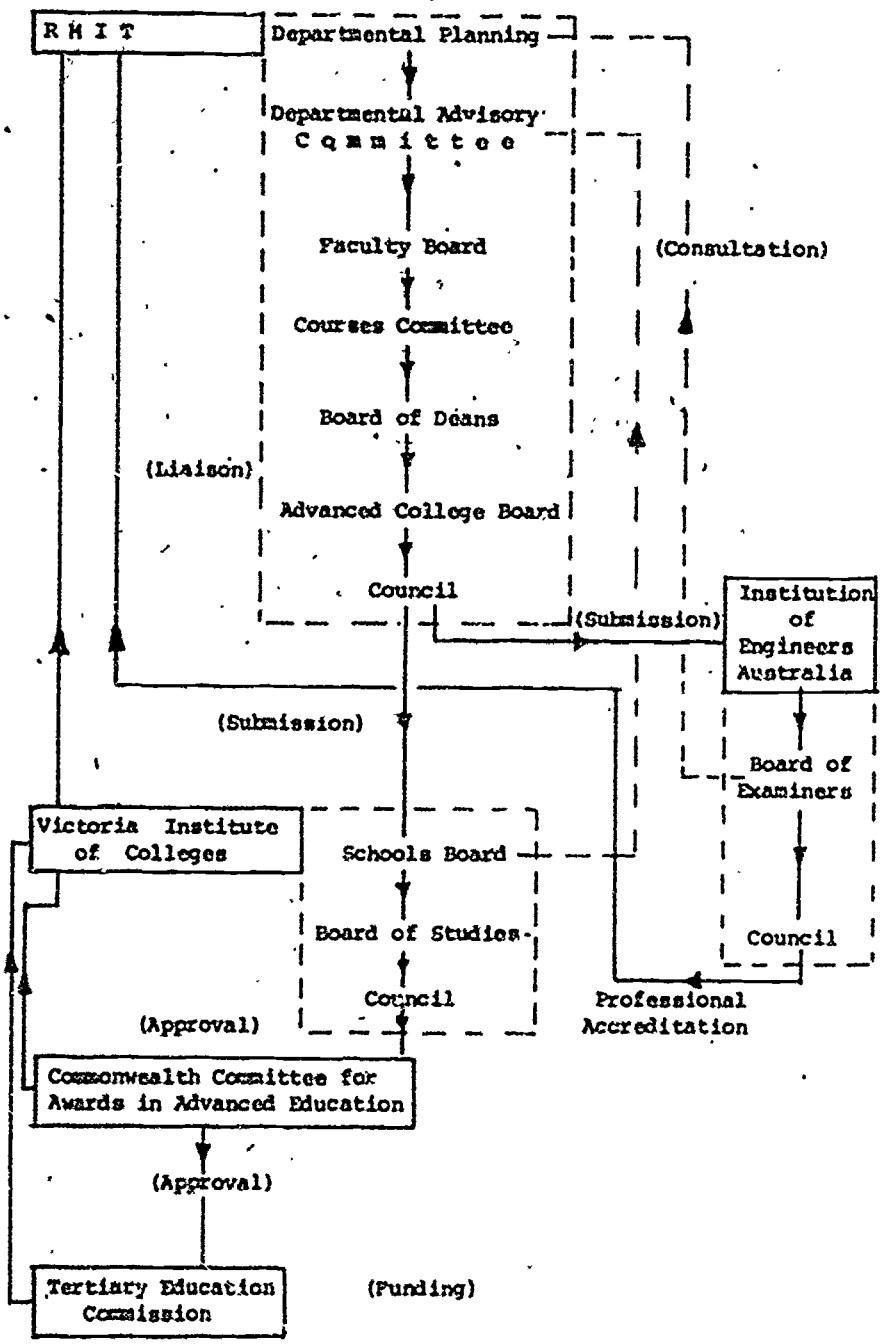 R M I T
Departmental Planning
Departmental Advisory
Committee
Faculty Board
(Consultation)
Courses Committee
Board of Deans
(Liaison)
Advanced College Board
Council
(Submission)
Institution
of
Engineers
Australia
(Submission)
Board of
Examiners
Victoria Institute
of Colleges
Schools Board
Board of Studies
Council
Council
Professional
Accreditation
(Approval)
Commonwealth Committee for
Awards in Advanced Education
(Approval)
Tertiary Education
Commission
(Funding)